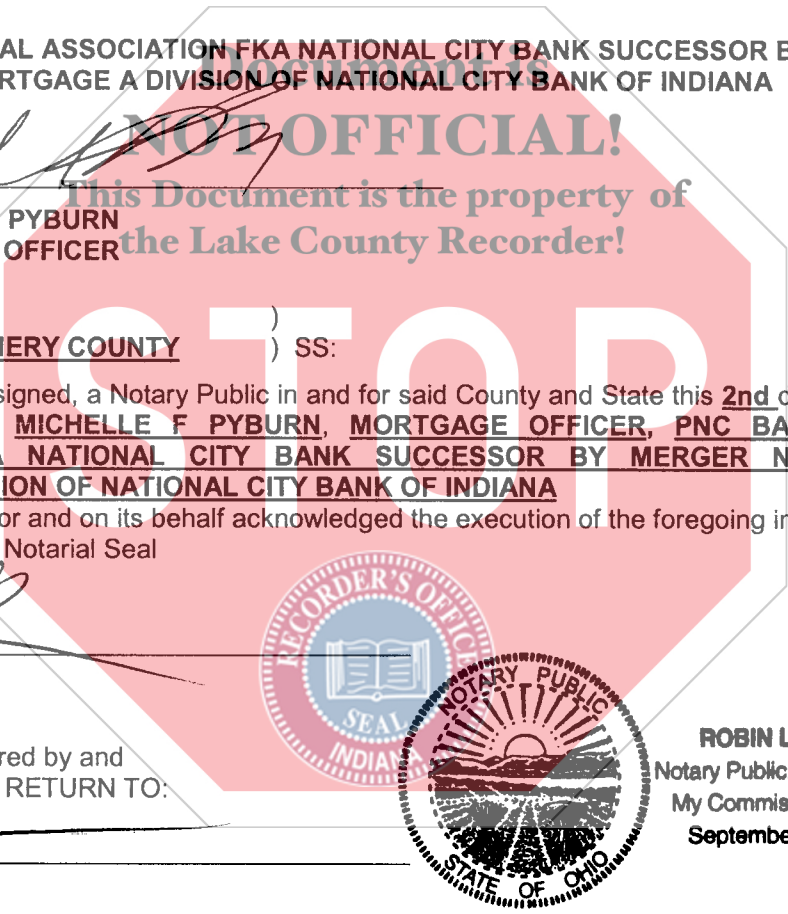 AL ASSOCIATION FKA NATIONAL CITY BANK SUCCESSOR B
RTGAGE A DIVISION OF NATIONAL CITY BANK OF INDIANA
Document is
NOT OFFICIAL!
This Document is the property of
the Lake County Recorder!
PYBURN
OFFICER
STOP
)
ERY COUNTY ) SS:
signed, a Notary Public in and for said County and State this 2nd
MICHELLE F PYBURN, MORTGAGE OFFICER, PNC BA
NATIONAL CITY BANK SUCCESSOR BY MERGER N
ION OF NATIONAL CITY BANK OF INDIANA
or and on its behalf acknowledged the execution of the foregoing in
Notarial Seal
RECORDER'S OFFICE
SEAL
INDIANA
NOTARY PUBLIC
STATE OF OHIO
red by and
RETURN TO:
ROBIN L
Notary Public
My Commis
Septembe